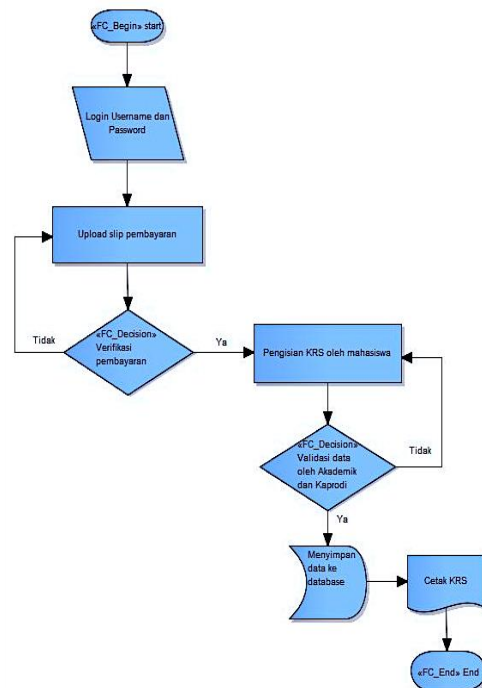 «FC_Begin» start
Login Username dan
Password
Upload slip pembayaran
Tidak
«FC_Decision»
Verifikasi
pembayaran
Ya
Pengisian KRS oleh mahasiswa
«FC_Decision»
Validasi data
oleh Akademik
dan Kaprodi
Tidak
Ya
Menyimpan
data ke
database
Cetak KRS
«FC_End» End